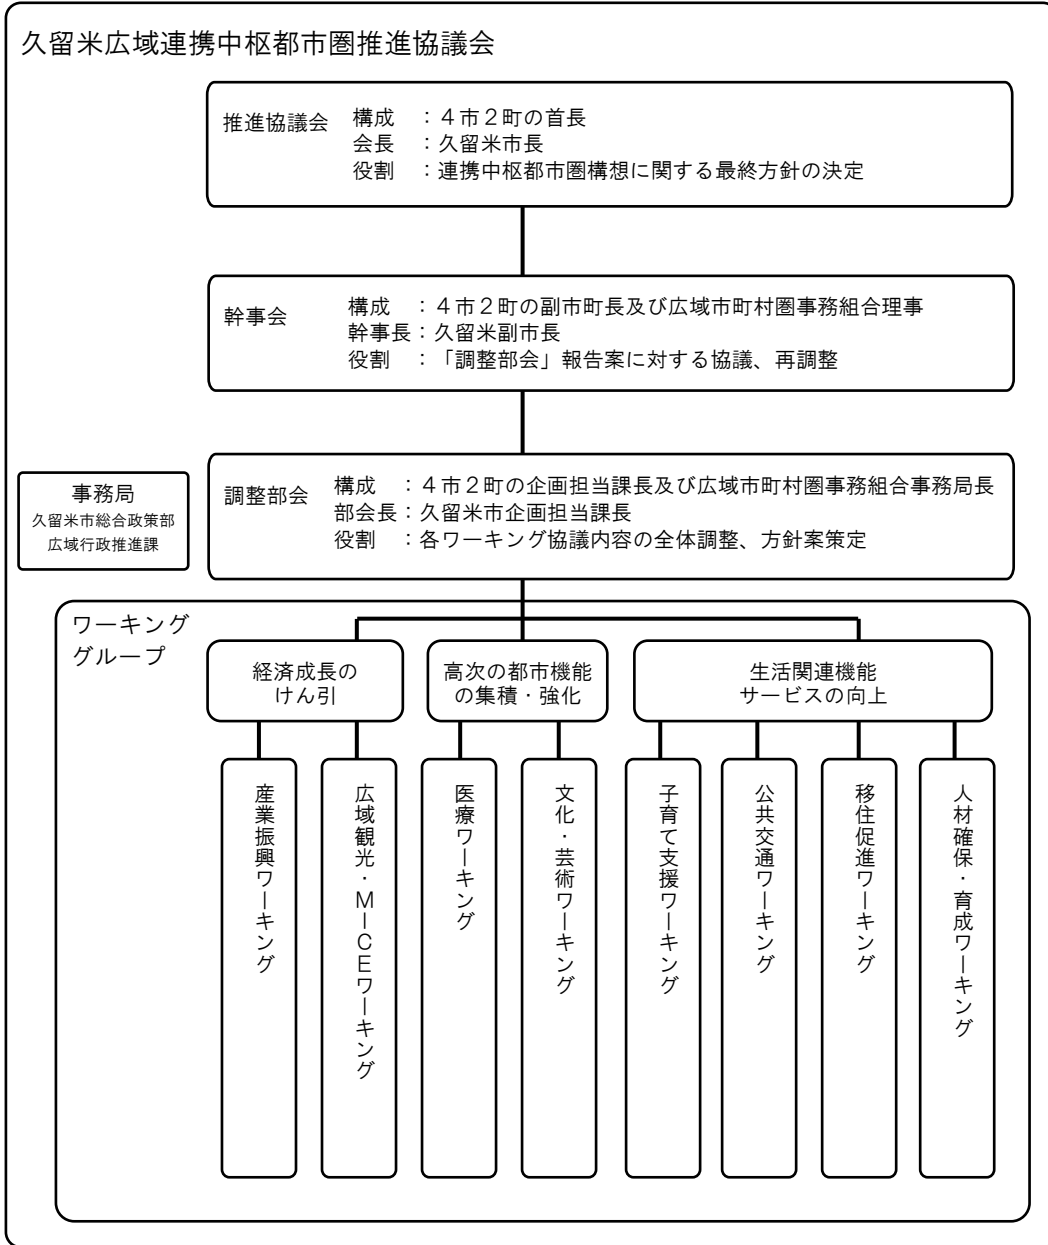 久留米広域連携中枢都市圏推進協議会
推進協議会
構成　：４市２町の首長
会長　：久留米市長
役割　：連携中枢都市圏構想に関する最終方針の決定
幹事会
構成　：４市２町の副市町長及び広域市町村圏事務組合理事
幹事長：久留米副市長
役割　：「調整部会」報告案に対する協議、再調整
事務局
久留米市総合政策部
広域行政推進課
調整部会
構成　：４市２町の企画担当課長及び広域市町村圏事務組合事務局長
部会長：久留米市企画担当課長
役割　：各ワーキング協議内容の全体調整、方針案策定
ワーキング
グループ
経済成長の
けん引
高次の都市機能
の集積・強化
生活関連機能
サービスの向上
産業振興ワーキング
広域観光・ＭＩＣＥワーキング
医療ワーキング
文化・芸術ワーキング
子育て支援ワーキング
公共交通ワーキング
移住促進ワーキング
人材確保・育成ワーキング